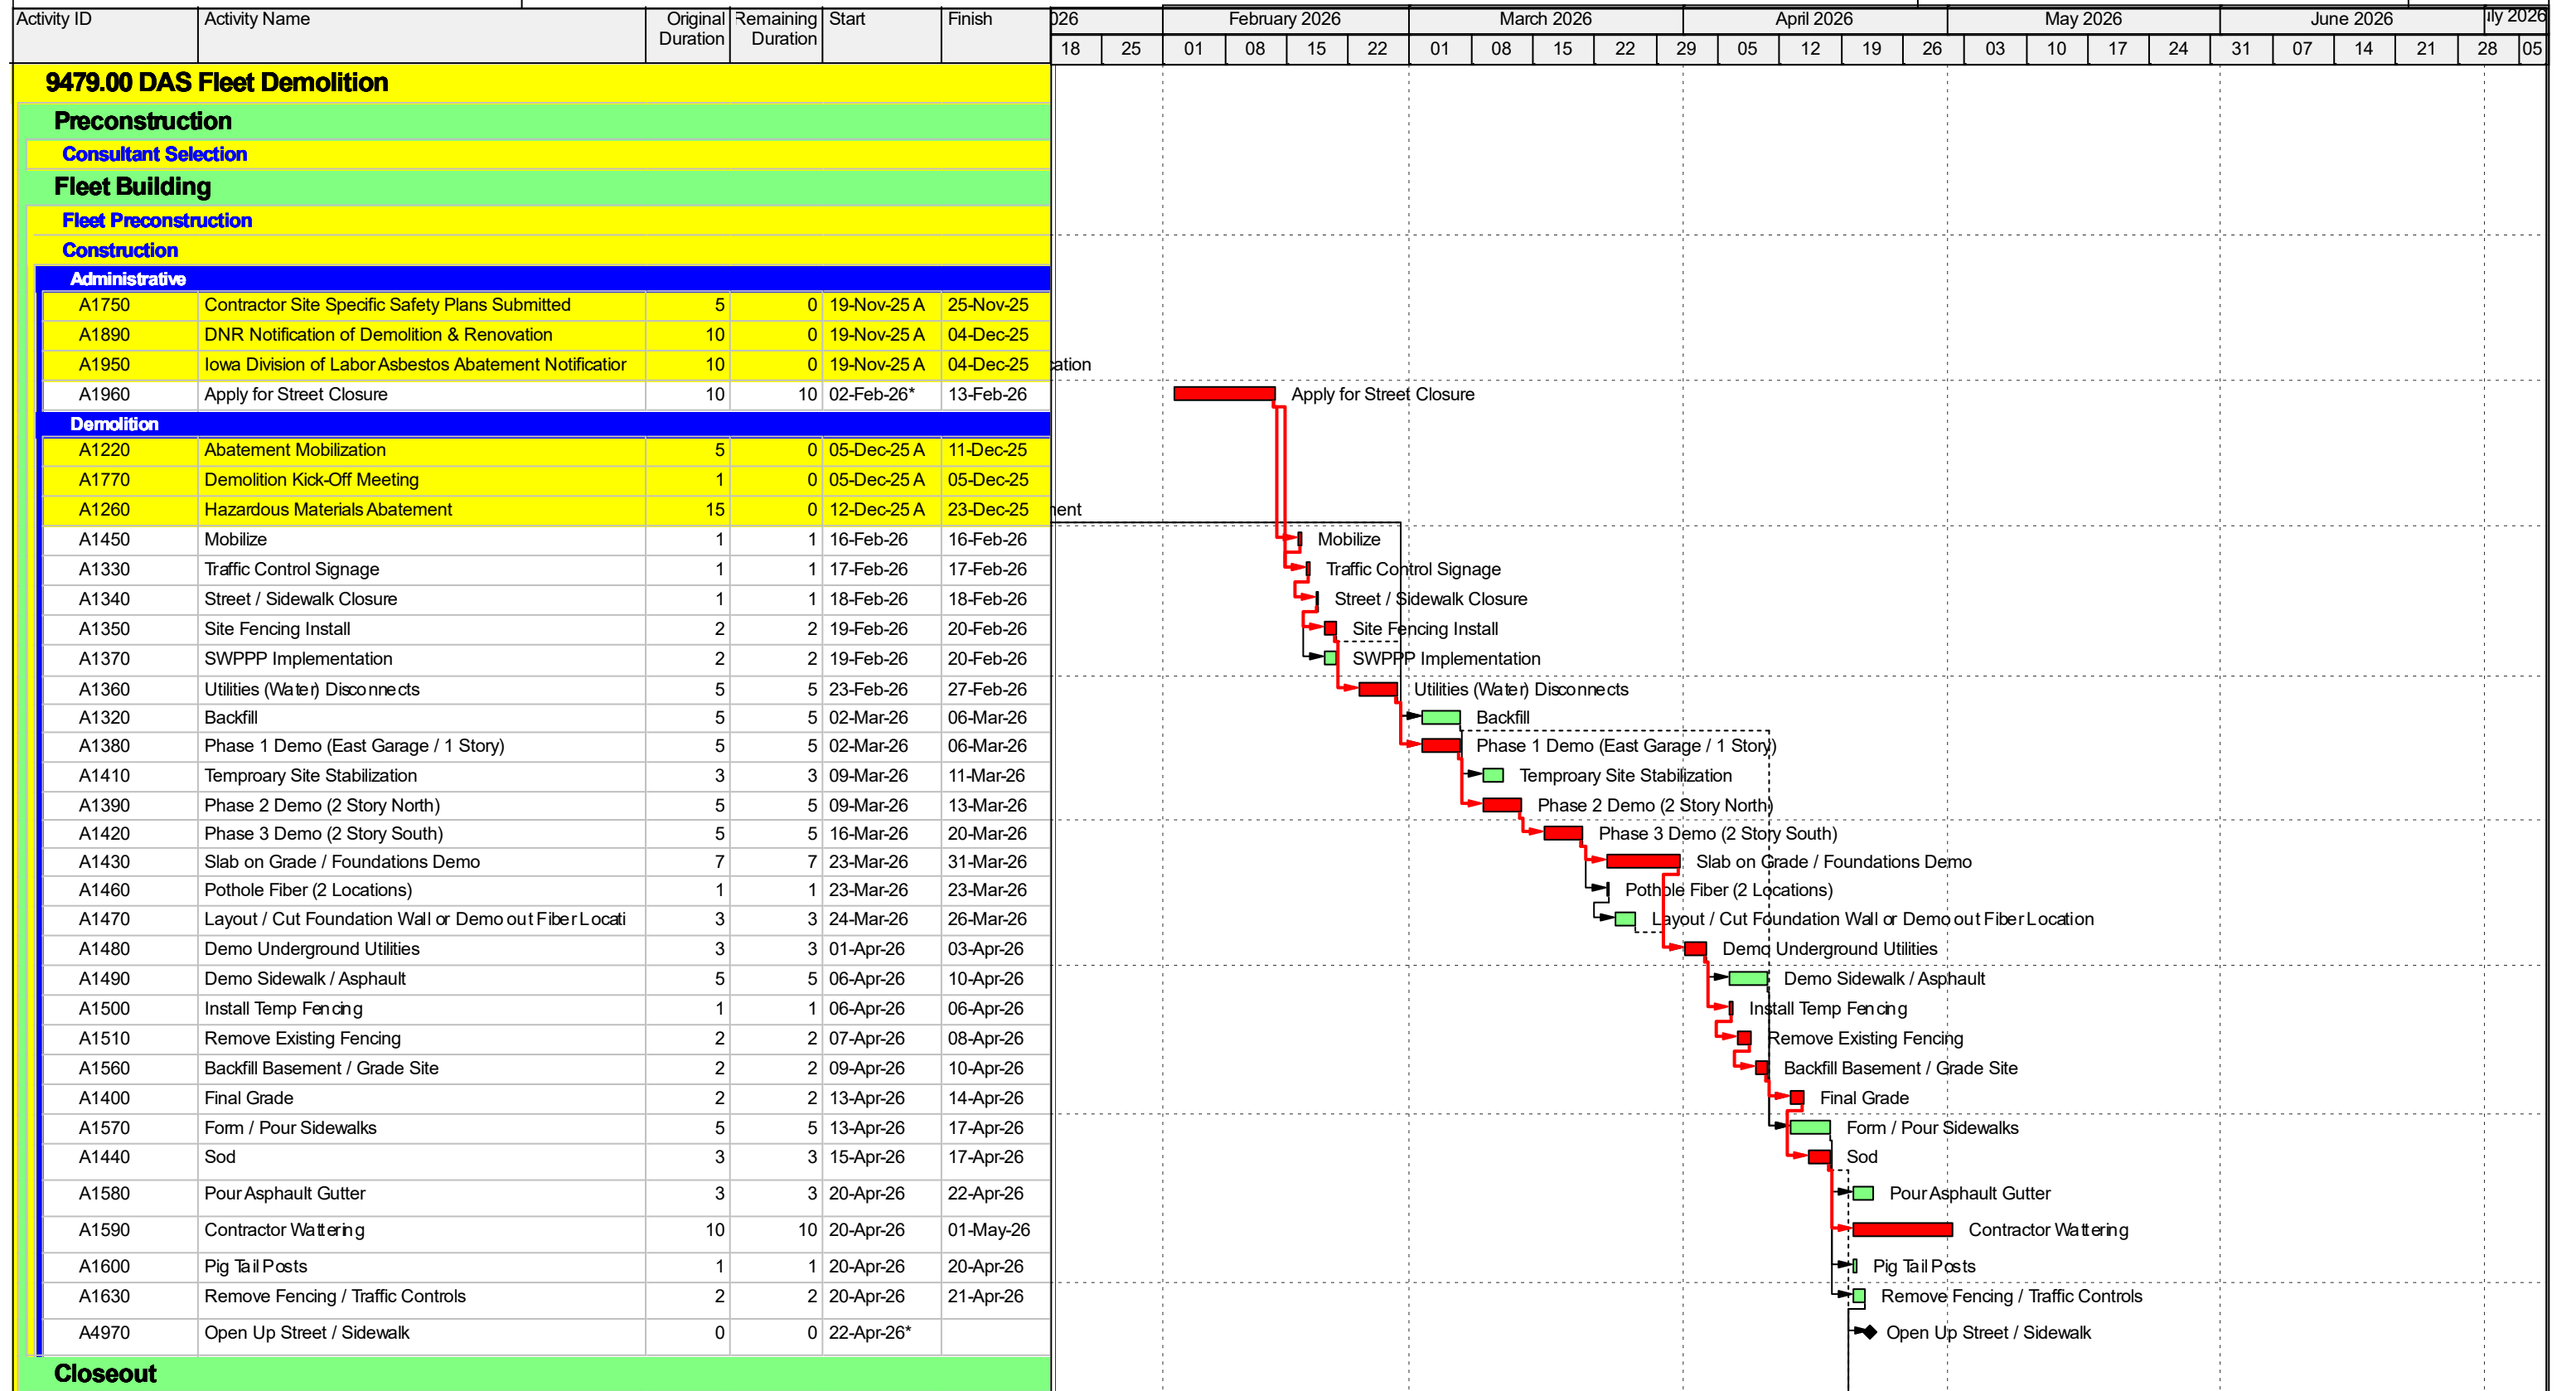 Activity ID Activity Name Original Duration Remaining Duration Start Finish
026 February 2026 March 2026 April 2026 May 2026 June 2026 ily 2026
18 25 01 08 15 22 01 08 15 22 29 05 12 19 26 03 10 17 24 31 07 14 21 28 05
9479.00 DAS Fleet Demolition
Preconstruction
Consultant Selection
Fleet Building
Fleet Preconstruction
Construction
Administrative
A1750 Contractor Site Specific Safety Plans Submitted 5 0 19-Nov-25 A 25-Nov-25
A1890 DNR Notification of Demolition & Renovation 10 0 19-Nov-25 A 04-Dec-25
A1950 Iowa Division of Labor Asbestos Abatement Notificatior 10 0 19-Nov-25 A 04-Dec-25 cation
A1960 Apply for Street Closure 10 10 02-Feb-26* 13-Feb-26 Apply for Street Closure
Demolition
A1220 Abatement Mobilization 5 0 05-Dec-25 A 11-Dec-25
A1770 Demolition Kick-Off Meeting 1 0 05-Dec-25 A 05-Dec-25
A1260 Hazardous Materials Abatement 15 0 12-Dec-25 A 23-Dec-25 nent
A1450 Mobilize 1 1 16-Feb-26 16-Feb-26 Mobilize
A1330 Traffic Control Signage 1 1 17-Feb-26 17-Feb-26 Traffic Control Signage
A1340 Street / Sidewalk Closure 1 1 18-Feb-26 18-Feb-26 Street / Sidewalk Closure
A1350 Site Fencing Install 2 2 19-Feb-26 20-Feb-26 Site Fencing Install
A1370 SWPPP Implementation 2 2 19-Feb-26 20-Feb-26 SWPPP Implementation
A1360 Utilities (Water) Disconnects 5 5 23-Feb-26 27-Feb-26 Utilities (Water) Disconnects
A1320 Backfill 5 5 02-Mar-26 06-Mar-26 Backfill
A1380 Phase 1 Demo (East Garage / 1 Story) 5 5 02-Mar-26 06-Mar-26 Phase 1 Demo (East Garage / 1 Story)
A1410 Temproary Site Stabilization 3 3 09-Mar-26 11-Mar-26 Temproary Site Stabilization
A1390 Phase 2 Demo (2 Story North) 5 5 09-Mar-26 13-Mar-26 Phase 2 Demo (2 Story North)
A1420 Phase 3 Demo (2 Story South) 5 5 16-Mar-26 20-Mar-26 Phase 3 Demo (2 Story South)
A1430 Slab on Grade / Foundations Demo 7 7 23-Mar-26 31-Mar-26 Slab on Grade / Foundations Demo
A1460 Pothole Fiber (2 Locations) 1 1 23-Mar-26 23-Mar-26 Pothole Fiber (2 Locations)
A1470 Layout / Cut Foundation Wall or Demo out Fiber Locati 3 3 24-Mar-26 26-Mar-26 Layout / Cut Foundation Wall or Demo out Fiber Location
A1480 Demo Underground Utilities 3 3 01-Apr-26 03-Apr-26 Demo Underground Utilities
A1490 Demo Sidewalk / Asphault 5 5 06-Apr-26 10-Apr-26 Demo Sidewalk / Asphault
A1500 Install Temp Fencing 1 1 06-Apr-26 06-Apr-26 Install Temp Fencing
A1510 Remove Existing Fencing 2 2 07-Apr-26 08-Apr-26 Remove Existing Fencing
A1560 Backfill Basement / Grade Site 2 2 09-Apr-26 10-Apr-26 Backfill Basement / Grade Site
A1400 Final Grade 2 2 13-Apr-26 14-Apr-26 Final Grade
A1570 Form / Pour Sidewalks 5 5 13-Apr-26 17-Apr-26 Form / Pour Sidewalks
A1440 Sod 3 3 15-Apr-26 17-Apr-26 Sod
A1580 Pour Asphault Gutter 3 3 20-Apr-26 22-Apr-26 Pour Asphault Gutter
A1590 Contractor Wattering 10 10 20-Apr-26 01-May-26 Contractor Wattering
A1600 Pig Tail Posts 1 1 20-Apr-26 20-Apr-26 Pig Tail Posts
A1630 Remove Fencing / Traffic Controls 2 2 20-Apr-26 21-Apr-26 Remove Fencing / Traffic Controls
A4970 Open Up Street / Sidewalk 0 0 22-Apr-26* Open Up Street / Sidewalk
Closeout